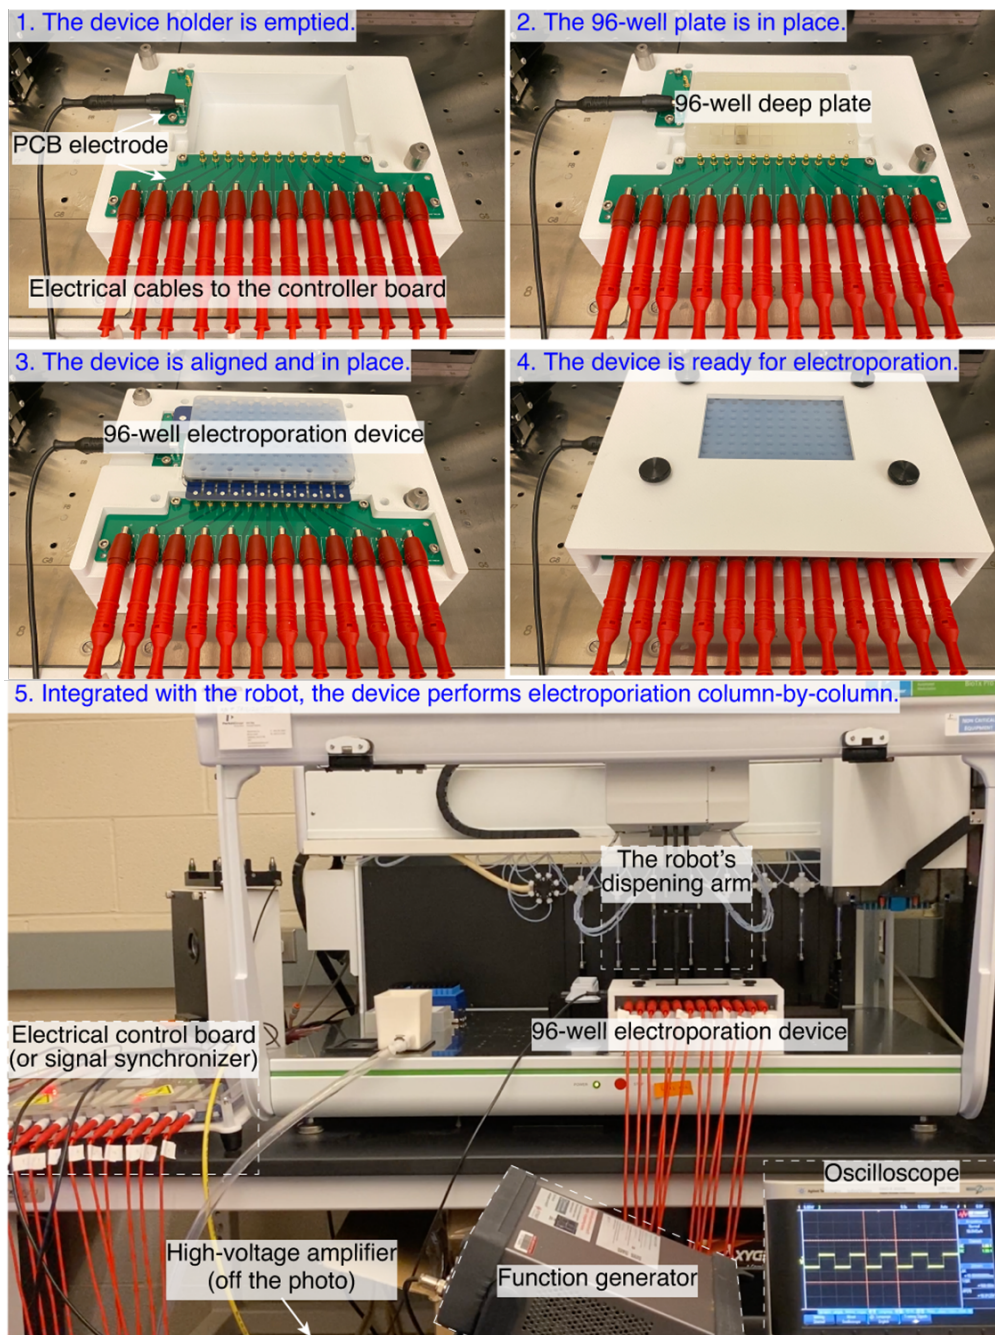 1. The device holder is emptied.
PCB electrode
Electrical cables to the controller board
2. The 96-well plate is in place.
96-well deep plate
3. The device is aligned and in place.
96-well electroporation device
4. The device is ready for electroporation.
5. Integrated with the robot, the device performs electroporiation column-by-column.
The robot's
dispening arm
96-well electroporation device
Electrical control board
(or signal synchronizer)
High-voltage amplifier
(off the photo)
Function generator
Oscilloscope